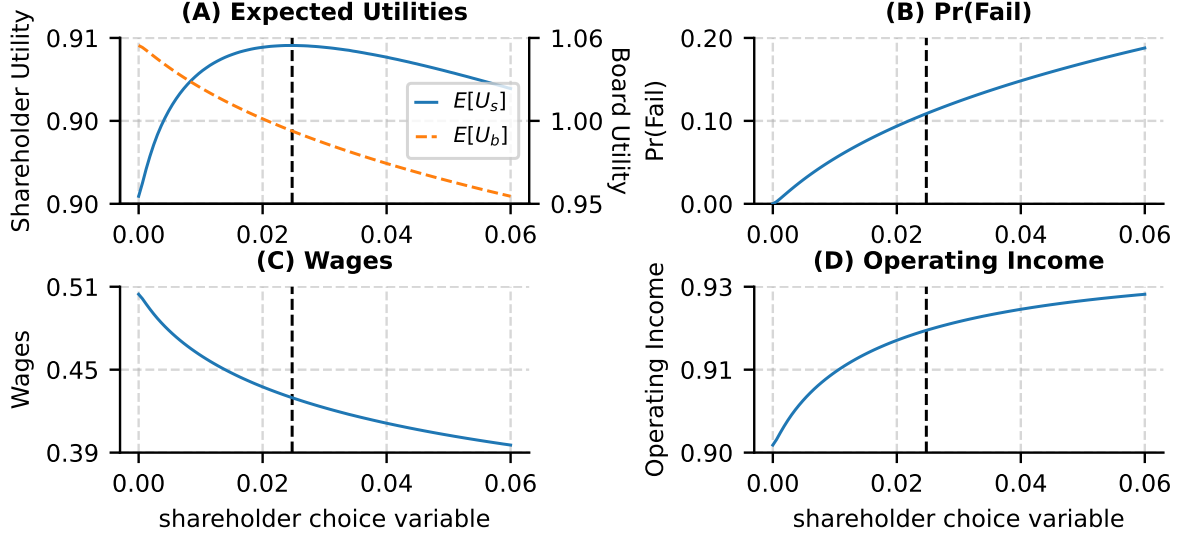 (A) Expected Utilities
Shareholder Utility
0.91
0.90
0.90
1.06
1.00
0.95
Board Utility
E[U_s]
E[U_b]
0.00 0.02 0.04 0.06
(B) Pr(Fail)
Pr(Fail)
0.20
0.10
0.00
0.00 0.02 0.04 0.06
(C) Wages
Wages
0.51
0.45
0.39
0.00 0.02 0.04 0.06
shareholder choice variable
(D) Operating Income
Operating Income
0.93
0.91
0.90
0.00 0.02 0.04 0.06
shareholder choice variable